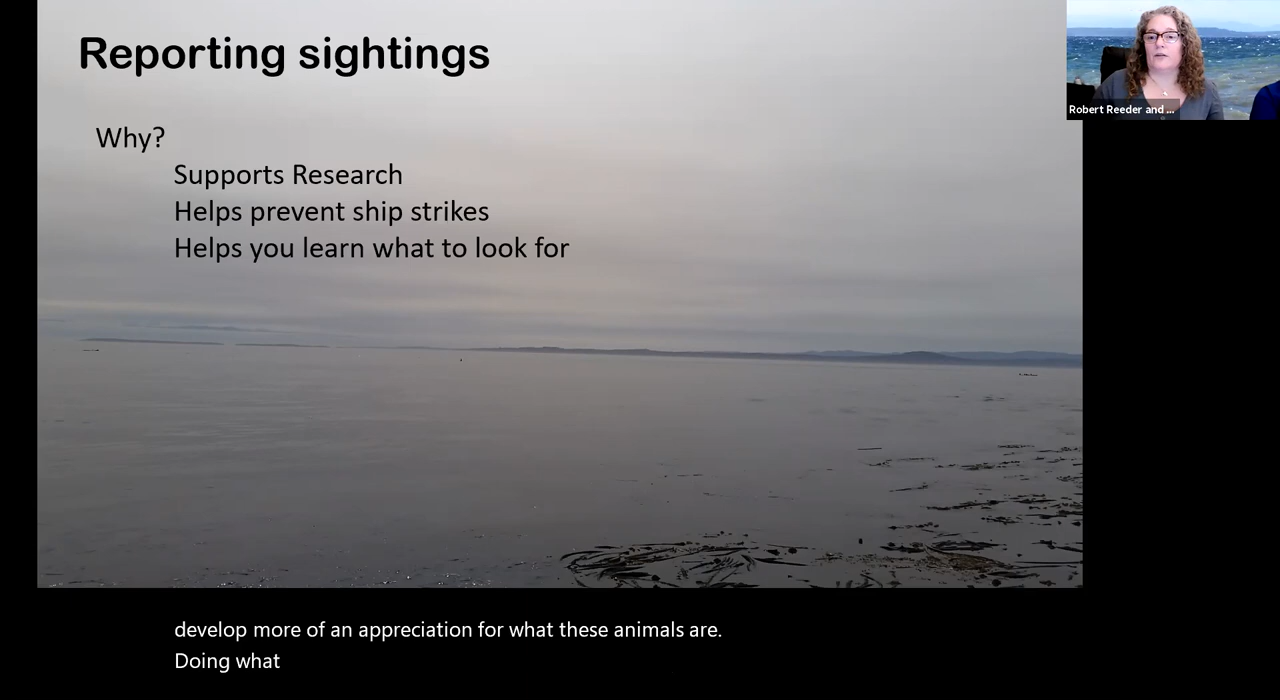 Reporting sightings
Robert Reeder and ...
Why?
Supports Research
Helps prevent ship strikes
Helps you learn what to look for
develop more of an appreciation for what these animals are.
Doing what